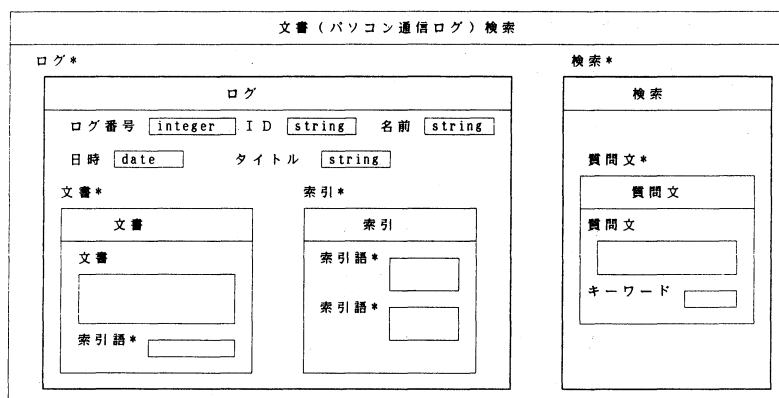 文書(パソコン通信ログ)検索
ログ* 検索*
ログ 検索
ログ番号 integer ID string 名前 string
日時 date タイトル string 質問文*
文書* 索引* 質問文
文書 索引 質問文
文書 索引語*
キーワード
索引語*
索引語*